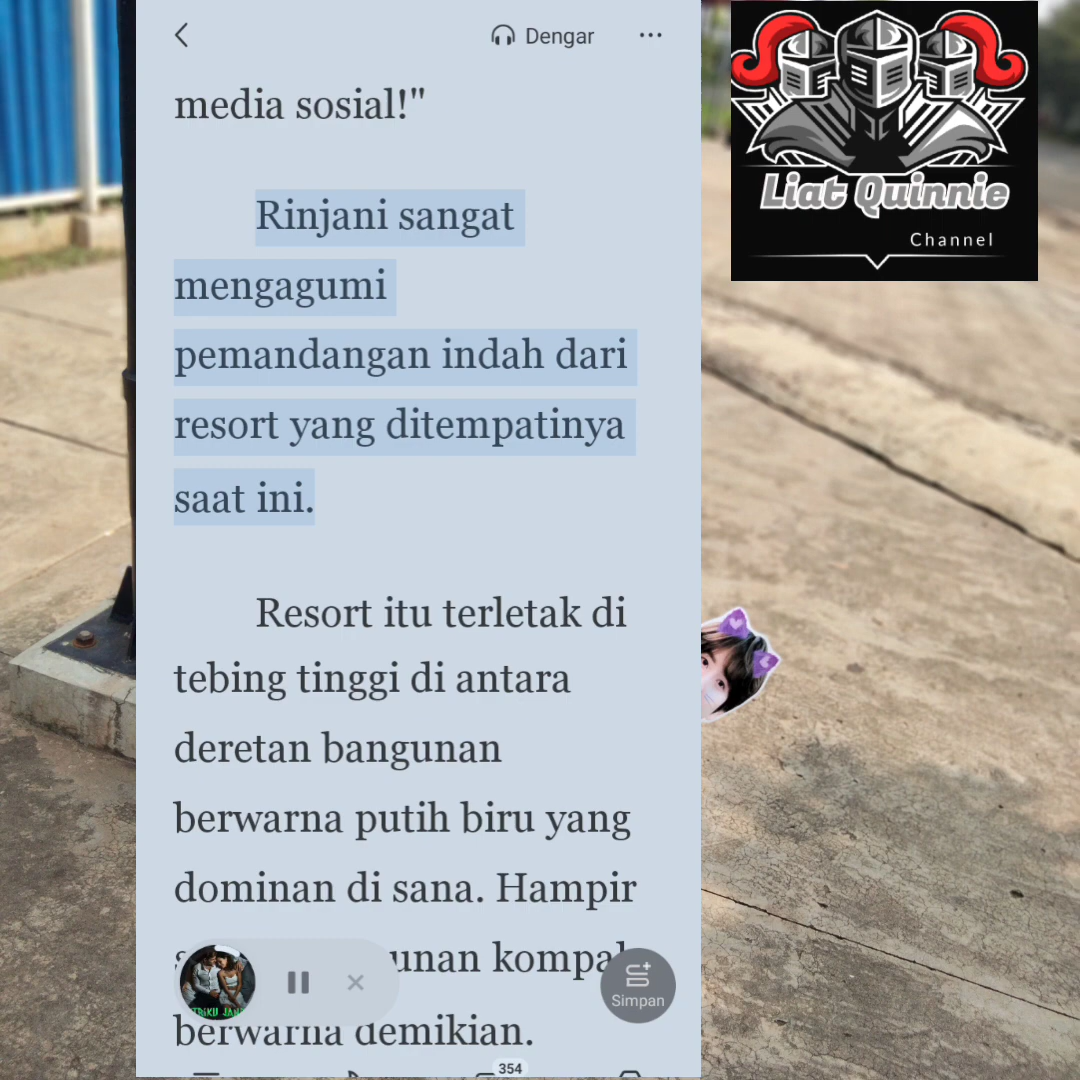 Dengar
media sosial!"
Rinjani sangat
mengagumi
pemandangan indah dari
resort yang ditempatinya
saat ini.
Resort itu terletak di
tebing tinggi di antara
deretan bangunan
berwarna putih biru yang
dominan di sana. Hampir
berwarna demikian.
Simpan
354
Liat Quinnie
Channel